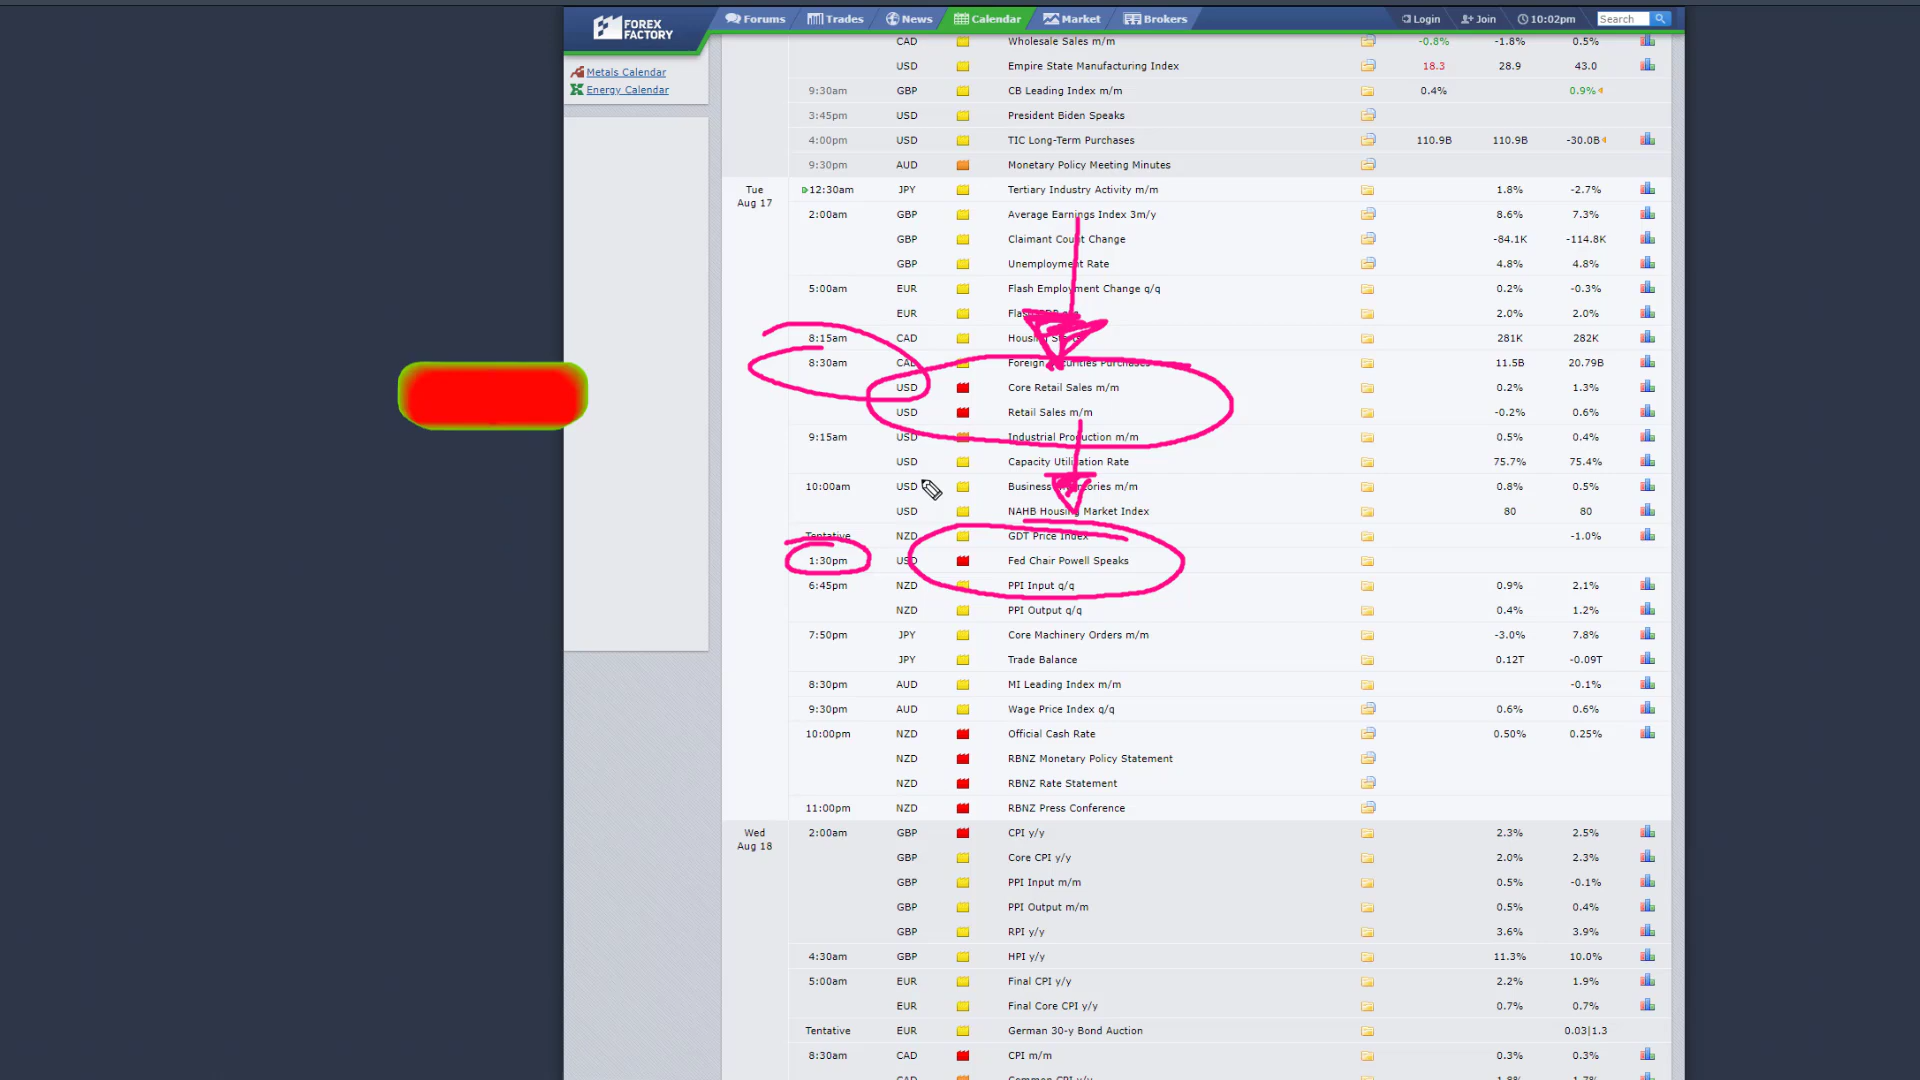 FOREX FACTORY
Forums Trades News Calendar Market Brokers Login Join 10:02pm Search
Metals Calendar
Energy Calendar
CAD Wholesale Sales m/m -0.8% -1.8% 0.5%
USD Empire State Manufacturing Index 18.3 28.9 43.0
9:30am GBP CB Leading Index m/m 0.4% 0.9%
3:45pm USD President Biden Speaks
4:00pm USD TIC Long-Term Purchases 110.9B 110.9B -30.0B
9:30pm AUD Monetary Policy Meeting Minutes
Tue Aug 17 12:30am JPY Tertiary Industry Activity m/m 1.8% -2.7%
2:00am GBP Average Earnings Index 3m/y 8.6% 7.3%
GBP Claimant Count Change -84.1K -114.8K
GBP Unemployment Rate 4.8% 4.8%
5:00am EUR Flash Employment Change q/q 0.2% -0.3%
EUR 2.0% 2.0%
8:15am CAD Housing 281K 282K
8:30am CAD Foreign Securities Purchases 11.5B 20.79B
USD Core Retail Sales m/m 0.2% 1.3%
USD Retail Sales m/m -0.2% 0.6%
9:15am USD Industrial Production m/m 0.5% 0.4%
USD Capacity Utilization Rate 75.7% 75.4%
10:00am USD Business Inventories m/m 0.8% 0.5%
USD NAHB Housing Market Index 80 80
Tentative NZD GDT Price Index -1.0%
1:30pm USD Fed Chair Powell Speaks
6:45pm NZD PPI Input q/q 0.9% 2.1%
NZD PPI Output q/q 0.4% 1.2%
7:50pm JPY Core Machinery Orders m/m -3.0% 7.8%
JPY Trade Balance 0.12T -0.09T
8:30pm AUD MI Leading Index m/m -0.1%
9:30pm AUD Wage Price Index q/q 0.6% 0.6%
10:00pm NZD Official Cash Rate 0.50% 0.25%
NZD RBNZ Monetary Policy Statement
NZD RBNZ Rate Statement
11:00pm NZD RBNZ Press Conference
Wed Aug 18 2:00am GBP CPI y/y 2.3% 2.5%
GBP Core CPI y/y 2.0% 2.3%
GBP PPI Input m/m 0.5% -0.1%
GBP PPI Output m/m 0.5% 0.4%
GBP RPI y/y 3.6% 3.9%
4:30am GBP HPI y/y 11.3% 10.0%
5:00am EUR Final CPI y/y 2.2% 1.9%
EUR Final Core CPI y/y 0.7% 0.7%
Tentative EUR German 30-y Bond Auction 0.03|1.3
8:30am CAD CPI m/m 0.3% 0.3%
CAD Common CPI y/y 1.8% 1.7%